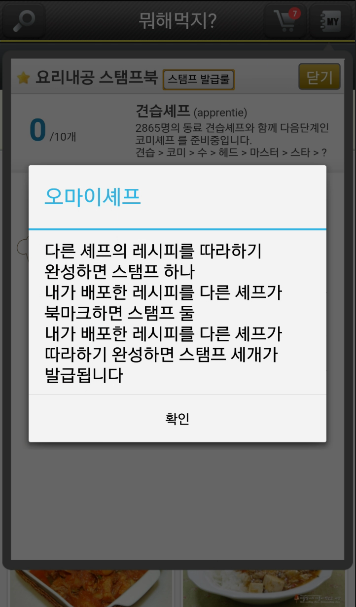 뭐해먹지?
7
MY
요리내공 스탬프북
스탬프 발급룰
닫기
0 /10개
견습셰프 (apprentie)
2865명의 동료 견습셰프와 함께 다음단계인
코미셰프 를 준비중입니다.
견습 > 코미 > 수 > 헤드 > 마스터 > 스타 > ?
오마이셰프
다른 셰프의 레시피를 따라하기
완성하면 스탬프 하나
내가 배포한 레시피를 다른 셰프가
북마크하면 스탬프 둘
내가 배포한 레시피를 다른 셰프가
따라하기 완성하면 스탬프 세개가
발급됩니다
확인